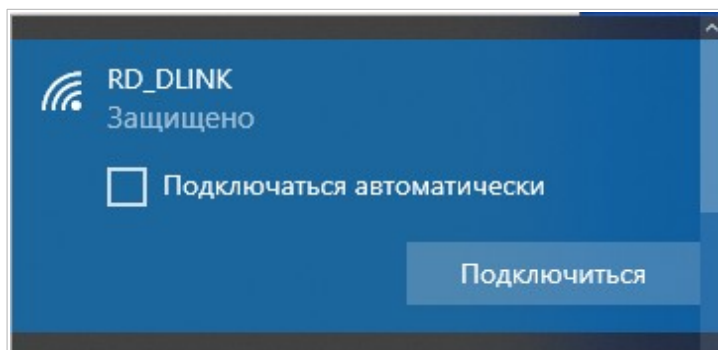 RD_DLINK
Защищено
Подключаться автоматически
Подключиться